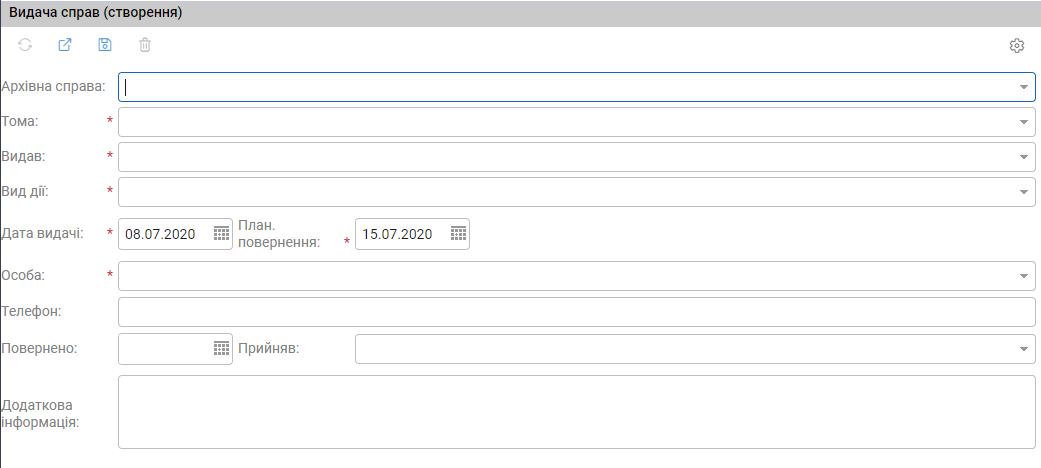 Видача справ (створення)
Архівна справа:
Тома: *
Видав: *
Вид дії: *
Дата видачі: * 08.07.2020 План. повернення: * 15.07.2020
Особа: *
Телефон:
Повернено: Прийняв:
Додаткова
інформація: